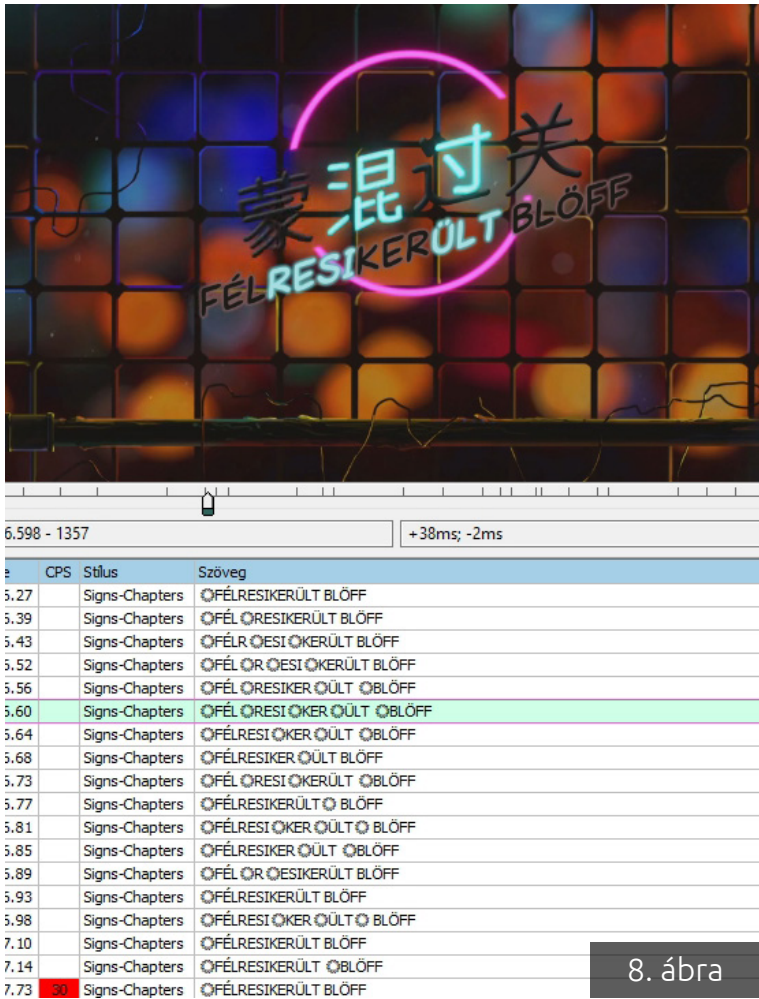 蒙混过关
FÉLRESIKERÜLT BLÖFF
6.598 - 1357 +38ms; -2ms
CPS Stílus Szöveg
5.27 Signs-Chapters FÉLRESIKERÜLT BLÖFF
5.39 Signs-Chapters FÉL RESIKERÜLT BLÖFF
5.43 Signs-Chapters FÉLR ESI KERÜLT BLÖFF
5.52 Signs-Chapters FÉL R ESI KERÜLT BLÖFF
5.56 Signs-Chapters FÉL RESIKER ÜLT BLÖFF
5.60 Signs-Chapters FÉL RESI KER ÜLT BLÖFF
5.64 Signs-Chapters FÉLRESI KER ÜLT BLÖFF
5.68 Signs-Chapters FÉLRESIKER ÜLT BLÖFF
5.73 Signs-Chapters FÉL RESI KERÜLT BLÖFF
5.77 Signs-Chapters FÉLRESIKERÜLT BLÖFF
5.81 Signs-Chapters FÉLRESI KER ÜLT BLÖFF
5.85 Signs-Chapters FÉLRESIKER ÜLT BLÖFF
5.89 Signs-Chapters FÉL R ESIKERÜLT BLÖFF
5.93 Signs-Chapters FÉLRESIKERÜLT BLÖFF
5.98 Signs-Chapters FÉLRESI KER ÜLT BLÖFF
7.10 Signs-Chapters FÉLRESIKERÜLT BLÖFF
7.14 Signs-Chapters FÉLRESIKERÜLT BLÖFF
7.73 30 Signs-Chapters FÉLRESIKERÜLT BLÖFF
8. ábra